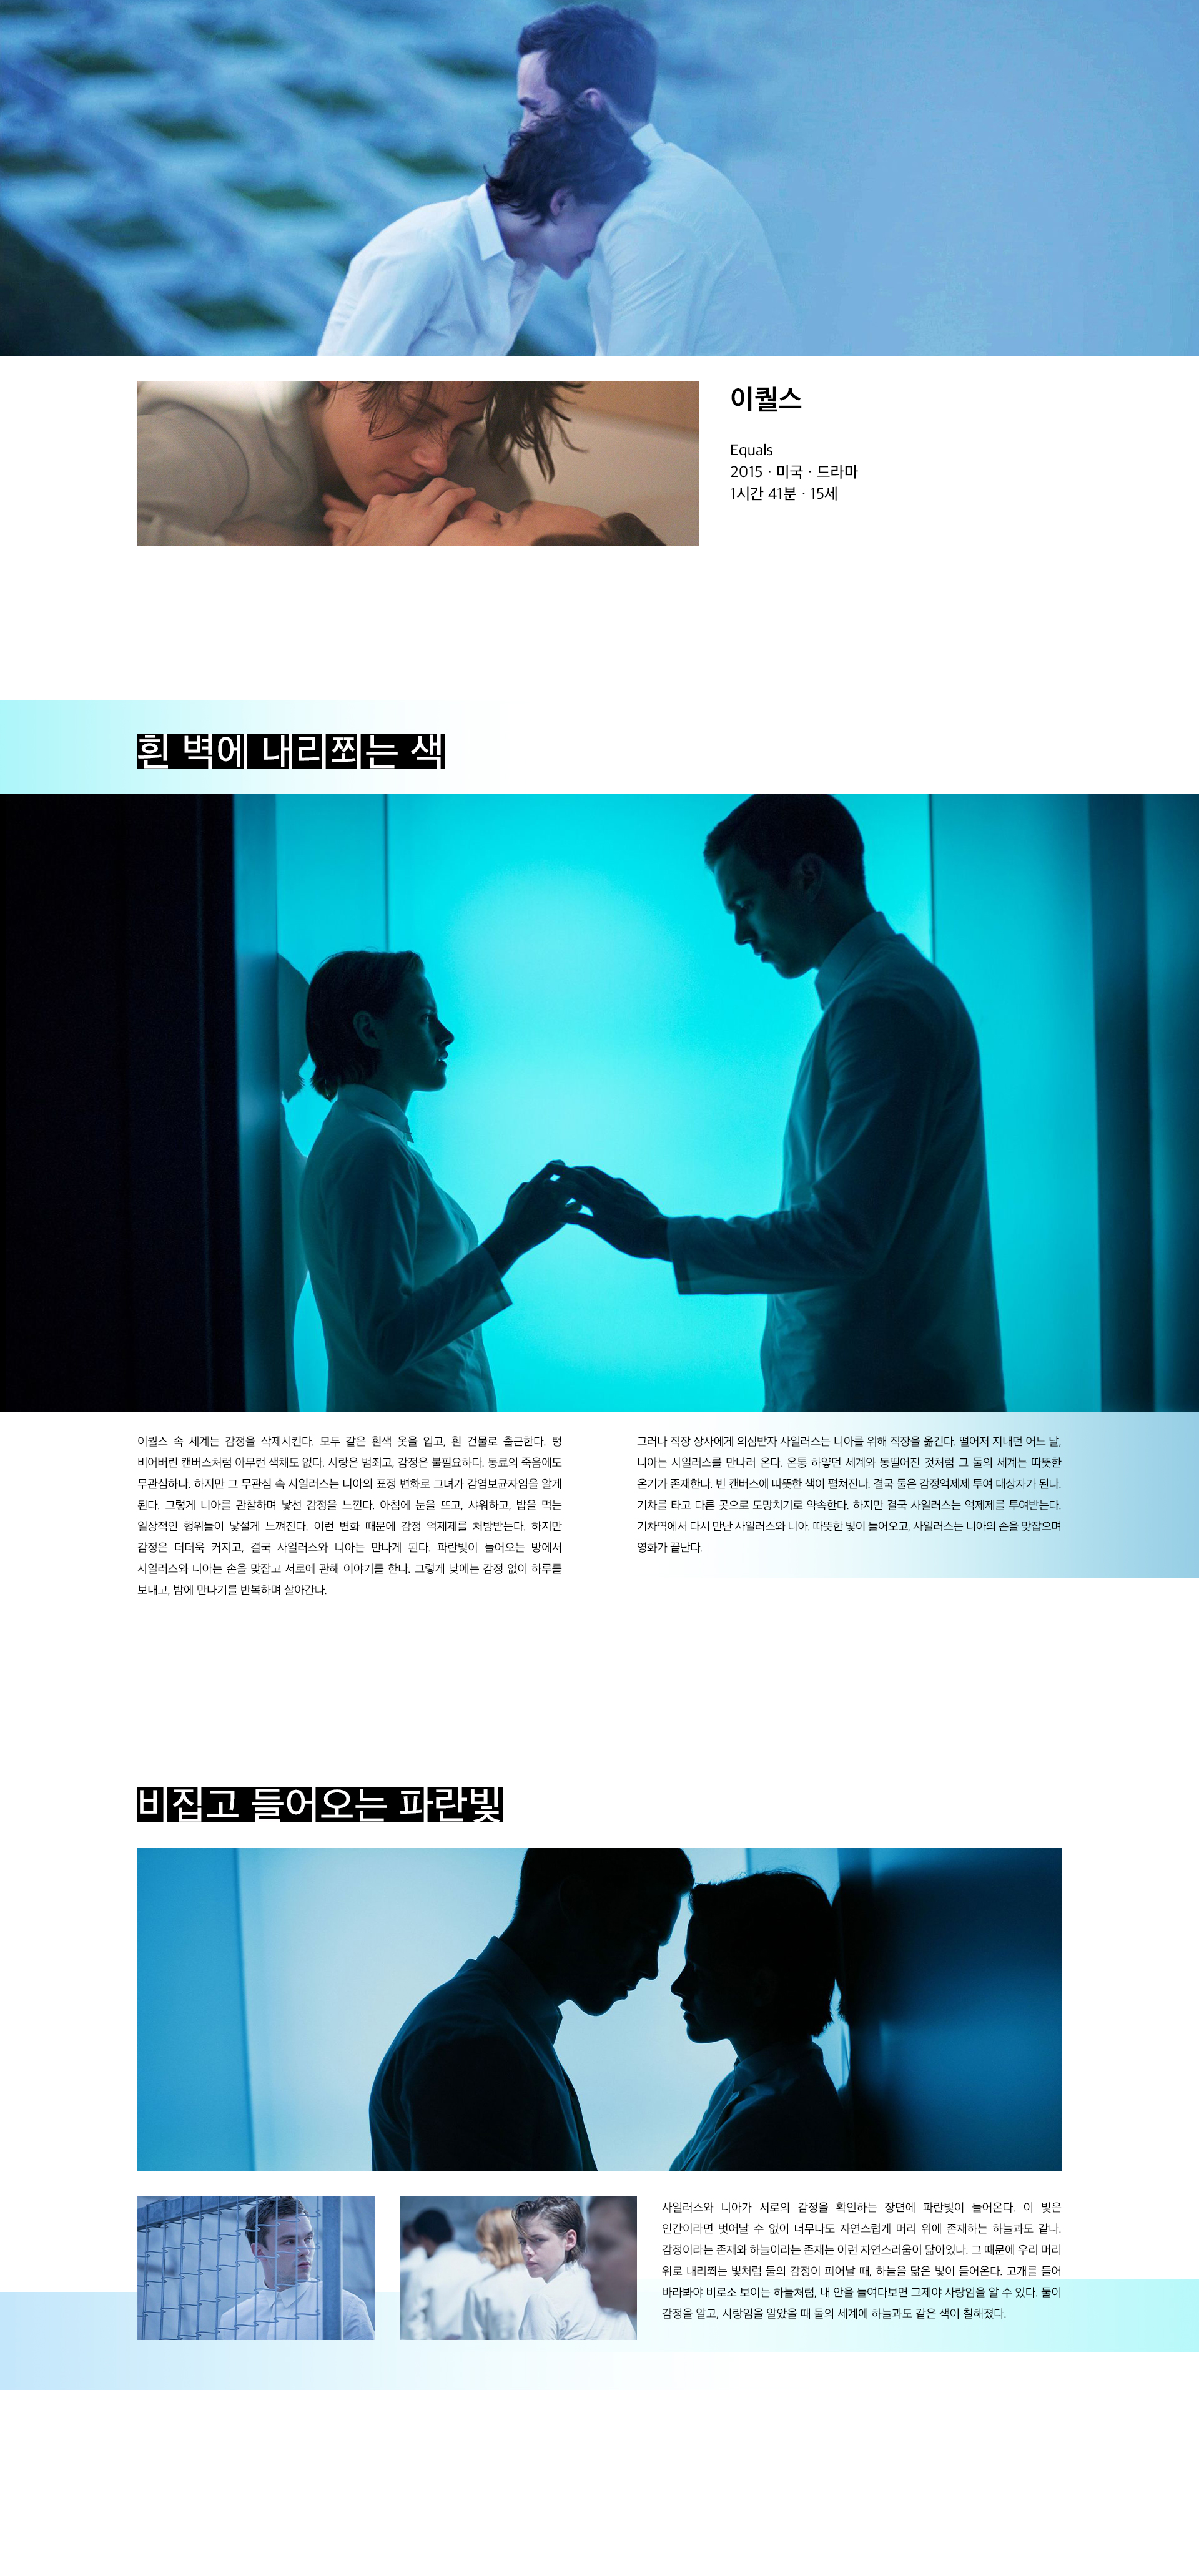 이퀄스
Equals
2015 · 미국 · 드라마
1시간 41분 · 15세
흰 벽에 내리쬐는 색
이퀄스 속 세계는 감정을 삭제시킨다. 모두 같은 흰색 옷을 입고, 흰 건물로 출근한다. 텅
비어버린 캔버스처럼 아무런 색채도 없다. 사랑은 범죄고, 감정은 불필요하다. 동료의 죽음에도
무관심하다. 하지만 그 무관심 속 사일러스는 니아의 표정 변화로 그녀가 감염보균자임을 알게
된다. 그렇게 니아를 관찰하며 낯선 감정을 느낀다. 아침에 눈을 뜨고, 샤워하고, 밥을 먹는
일상적인 행위들이 낯설게 느껴진다. 이런 변화 때문에 감정 억제제를 처방받는다. 하지만
감정은 더더욱 커지고, 결국 사일러스와 니아는 만나게 된다. 파란빛이 들어오는 방에서
사일러스와 니아는 손을 맞잡고 서로에 관해 이야기를 한다. 그렇게 낮에는 감정 없이 하루를
보내고, 밤에 만나기를 반복하며 살아간다.
그러나 직장 상사에게 의심받자 사일러스는 니아를 위해 직장을 옮긴다. 떨어저 지내던 어느 날,
니아는 사일러스를 만나러 온다. 온통 하얗던 세계와 동떨어진 것처럼 그 둘의 세계는 따뜻한
온기가 존재한다. 빈 캔버스에 따뜻한 색이 펼쳐진다. 결국 둘은 감정억제제 투여 대상자가 된다.
기차를 타고 다른 곳으로 도망치기로 약속한다. 하지만 결국 사일러스는 억제제를 투여받는다.
기차역에서 다시 만난 사일러스와 니아. 따뜻한 빛이 들어오고, 사일러스는 니아의 손을 맞잡으며
영화가 끝난다.
비집고 들어오는 파란빛
사일러스와 니아가 서로의 감정을 확인하는 장면에 파란빛이 들어온다. 이 빛은
인간이라면 벗어날 수 없이 너무나도 자연스럽게 머리 위에 존재하는 하늘과도 같다.
감정이라는 존재와 하늘이라는 존재는 이런 자연스러움이 닮아있다. 그 때문에 우리 머리
위로 내리쬐는 빛처럼 둘의 감정이 피어날 때, 하늘을 닮은 빛이 들어온다. 고개를 들어
바라봐야 비로소 보이는 하늘처럼, 내 안을 들여다보면 그제야 사랑임을 알 수 있다. 둘이
감정을 알고, 사랑임을 알았을 때 둘의 세계에 하늘과도 같은 색이 칠해졌다.